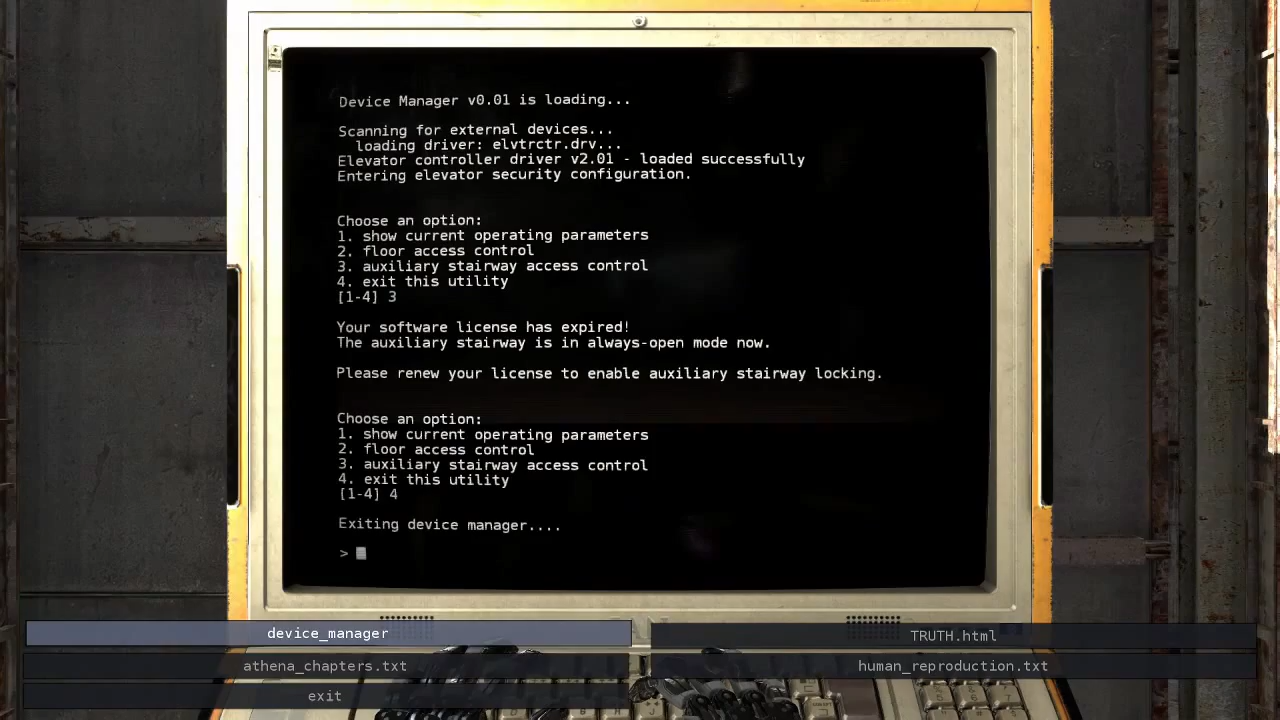 Device Manager v0.01 is loading...
Scanning for external devices...
loading driver: elvtrctr.drv...
Elevator controller driver v2.01 - loaded successfully
Entering elevator security configuration.
Choose an option:
1. show current operating parameters
2. floor access control
3. auxiliary stairway access control
4. exit this utility
[1-4] 3
Your software license has expired!
The auxiliary stairway is in always-open mode now.
Please renew your license to enable auxiliary stairway locking.
Choose an option:
1. show current operating parameters
2. floor access control
3. auxiliary stairway access control
4. exit this utility
[1-4] 4
Exiting device manager....
>
device_manager
TRUTH.html
athena_chapters.txt
human_reproduction.txt
exit